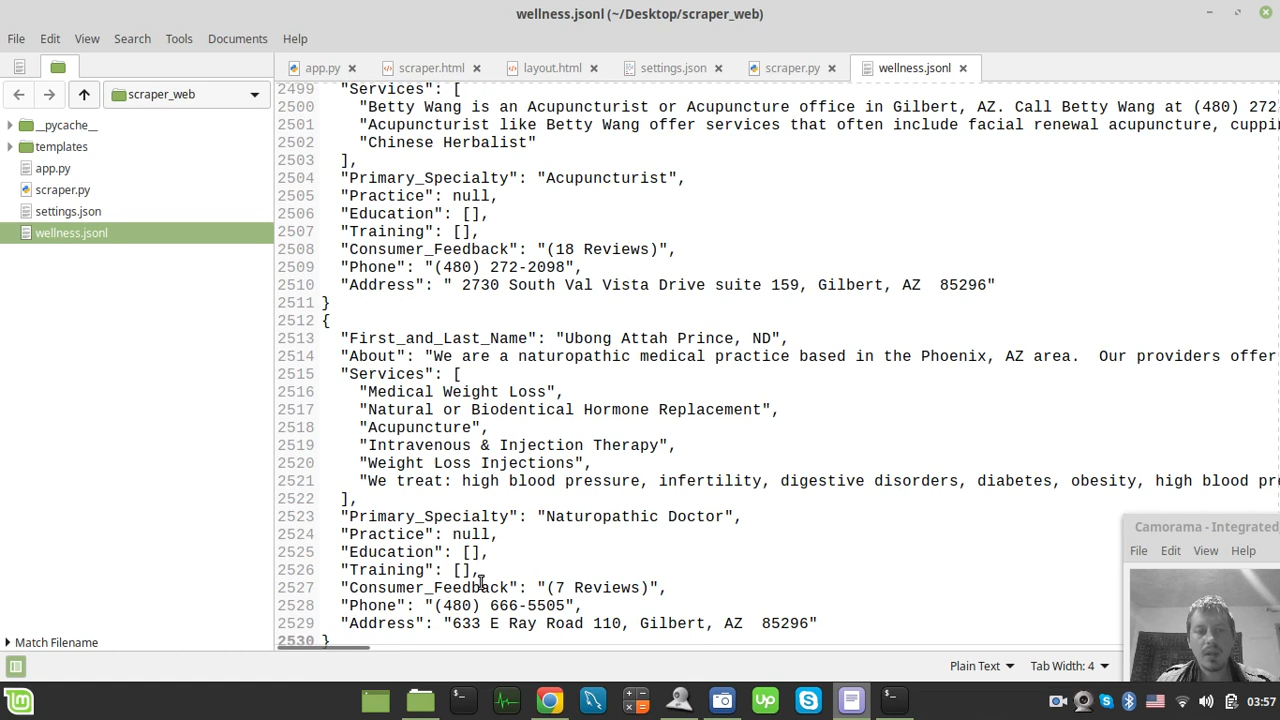 wellness.jsonl (~/Desktop/scraper_web)
File Edit View Search Tools Documents Help
app.py scraper.html layout.html settings.json scraper.py wellness.jsonl
scraper_web
__pycache__
templates
app.py
scraper.py
settings.json
wellness.jsonl
Match Filename
2499 "Services": [
2500 "Betty Wang is an Acupuncturist or Acupuncture office in Gilbert, AZ. Call Betty Wang at (480) 272
2501 "Acupuncturist like Betty Wang offer services that often include facial renewal acupuncture, cuppi
2502 "Chinese Herbalist"
2503 ],
2504 "Primary_Specialty": "Acupuncturist",
2505 "Practice": null,
2506 "Education": [],
2507 "Training": [],
2508 "Consumer_Feedback": "(18 Reviews)",
2509 "Phone": "(480) 272-2098",
2510 "Address": " 2730 South Val Vista Drive suite 159, Gilbert, AZ  85296"
2511 }
2512 {
2513 "First_and_Last_Name": "Ubong Attah Prince, ND",
2514 "About": "We are a naturopathic medical practice based in the Phoenix, AZ area.  Our providers offer
2515 "Services": [
2516 "Medical Weight Loss",
2517 "Natural or Biodentical Hormone Replacement",
2518 "Acupuncture",
2519 "Intravenous & Injection Therapy",
2520 "Weight Loss Injections",
2521 "We treat: high blood pressure, infertility, digestive disorders, diabetes, obesity, high blood pre
2522 ],
2523 "Primary_Specialty": "Naturopathic Doctor",
2524 "Practice": null,
2525 "Education": [],
2526 "Training": [],
2527 "Consumer_Feedback": "(7 Reviews)",
2528 "Phone": "(480) 666-5505",
2529 "Address": "633 E Ray Road 110, Gilbert, AZ  85296"
2530 }
Camorama - Integrated
File Edit View Help
Plain Text Tab Width: 4
Up
03:57